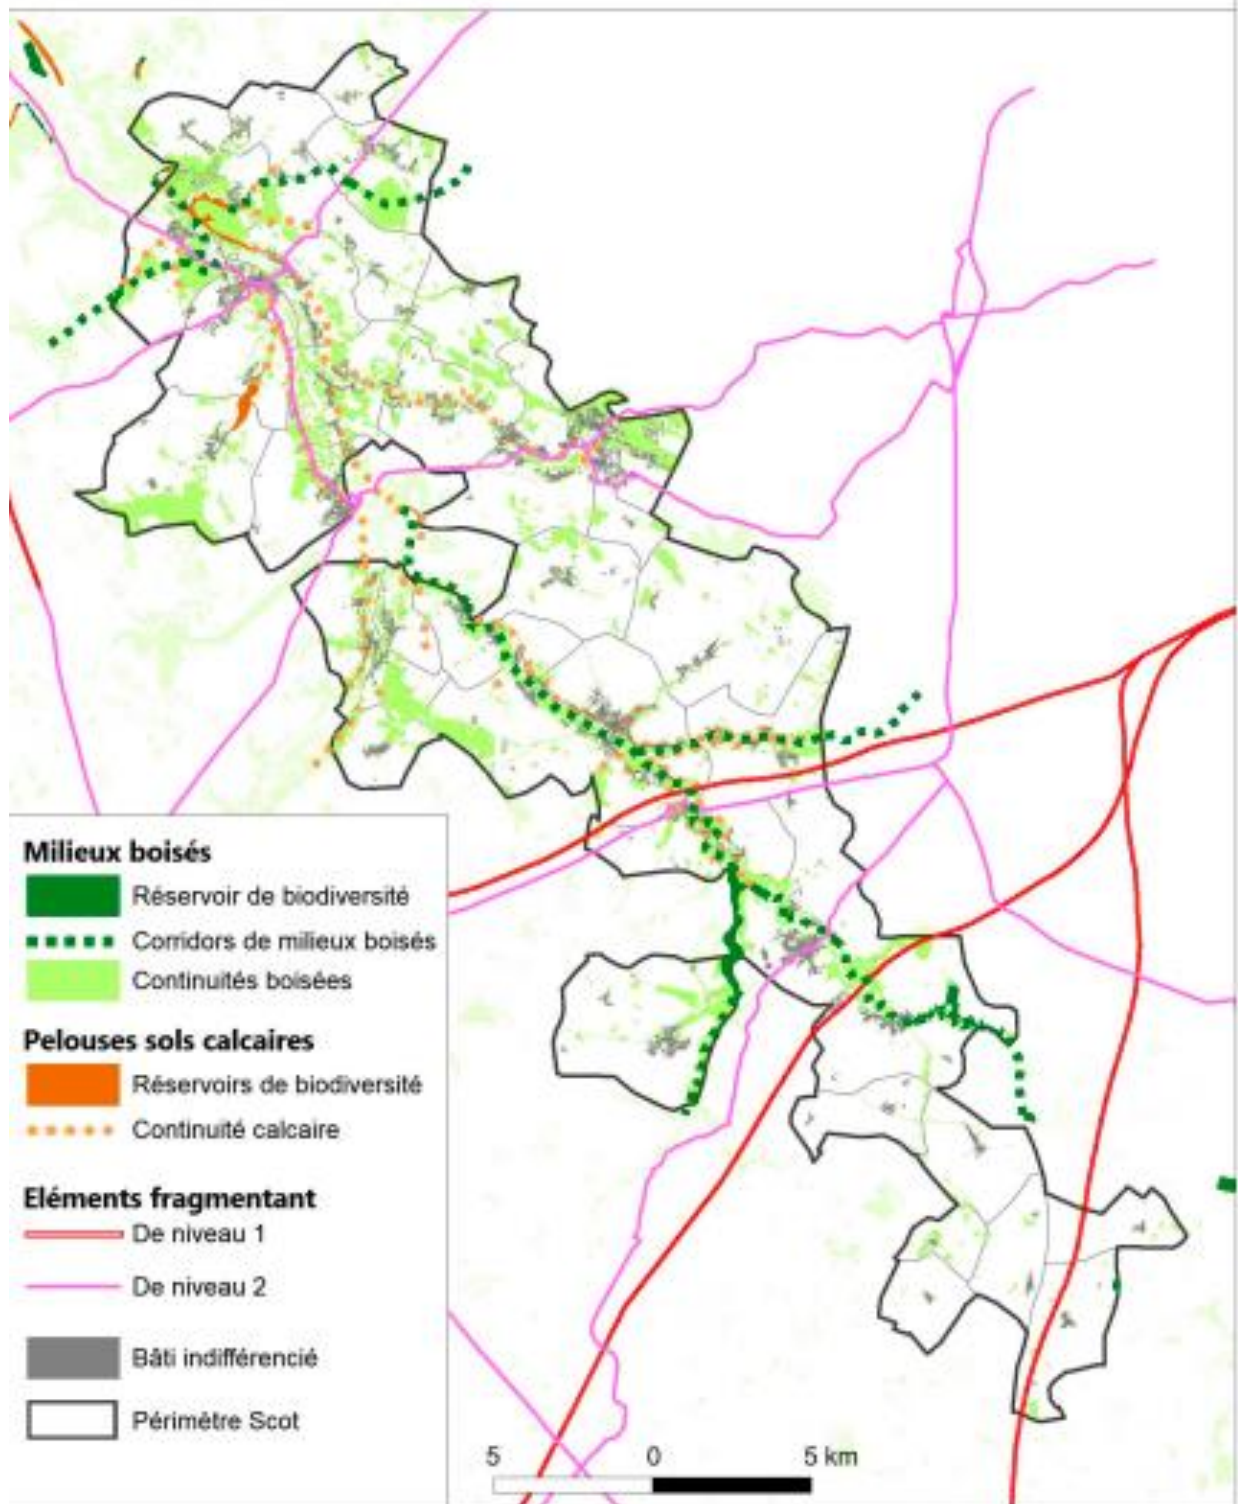 Milieux boisés
Réservoir de biodiversité
Corridors de milieux boisés
Continuités boisées
Pelouses sols calcaires
Réservoirs de biodiversité
Continuité calcaire
Eléments fragmentant
De niveau 1
De niveau 2
Bâti indifférencié
Périmètre Scot
5 0 5 km